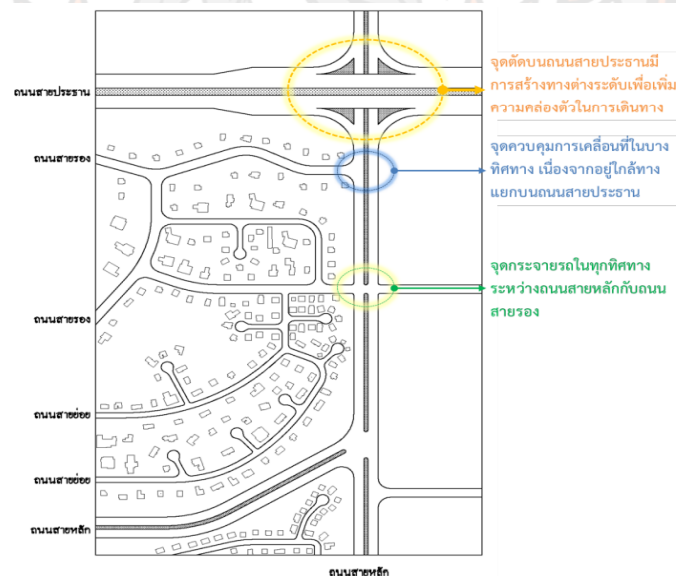 ถนนสายประธาน
จุดตัดบนถนนสายประธานมี
การสร้างทางต่างระดับเพื่อเพิ่ม
ความคล่องตัวในการเดินทาง
ถนนสายรอง
จุดควบคุมการเคลื่อนที่ในบาง
ทิศทาง เนื่องจากอยู่ใกล้ทาง
แยกบนถนนสายประธาน
จุดกระจายรถในทุกทิศทาง
ระหว่างถนนสายหลักกับถนน
สายรอง
ถนนสายรอง
ถนนสายย่อย
ถนนสายย่อย
ถนนสายหลัก
ถนนสายหลัก